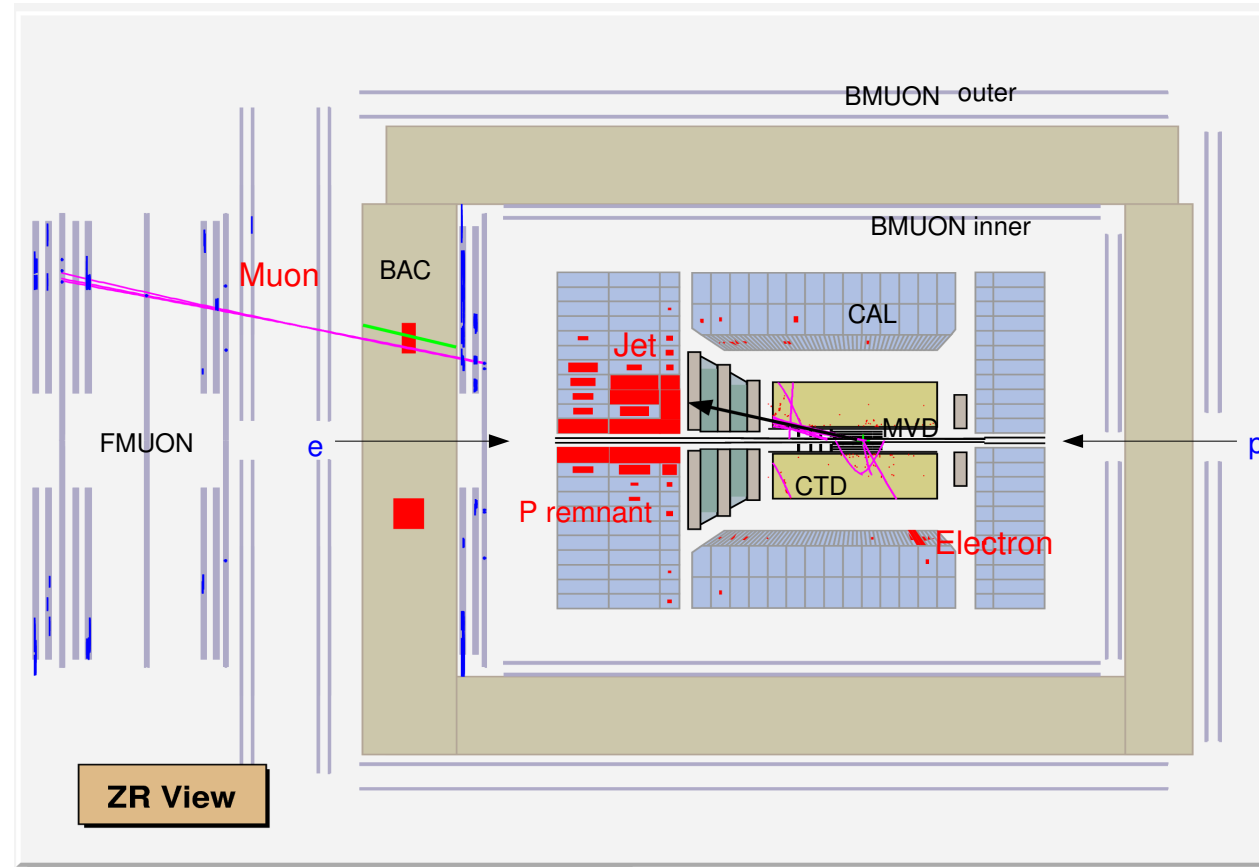 BMUON outer
BMUON inner
Muon
BAC
CAL
Jet
FMUON
e
MVD
p
CTD
P remnant
Electron
ZR View